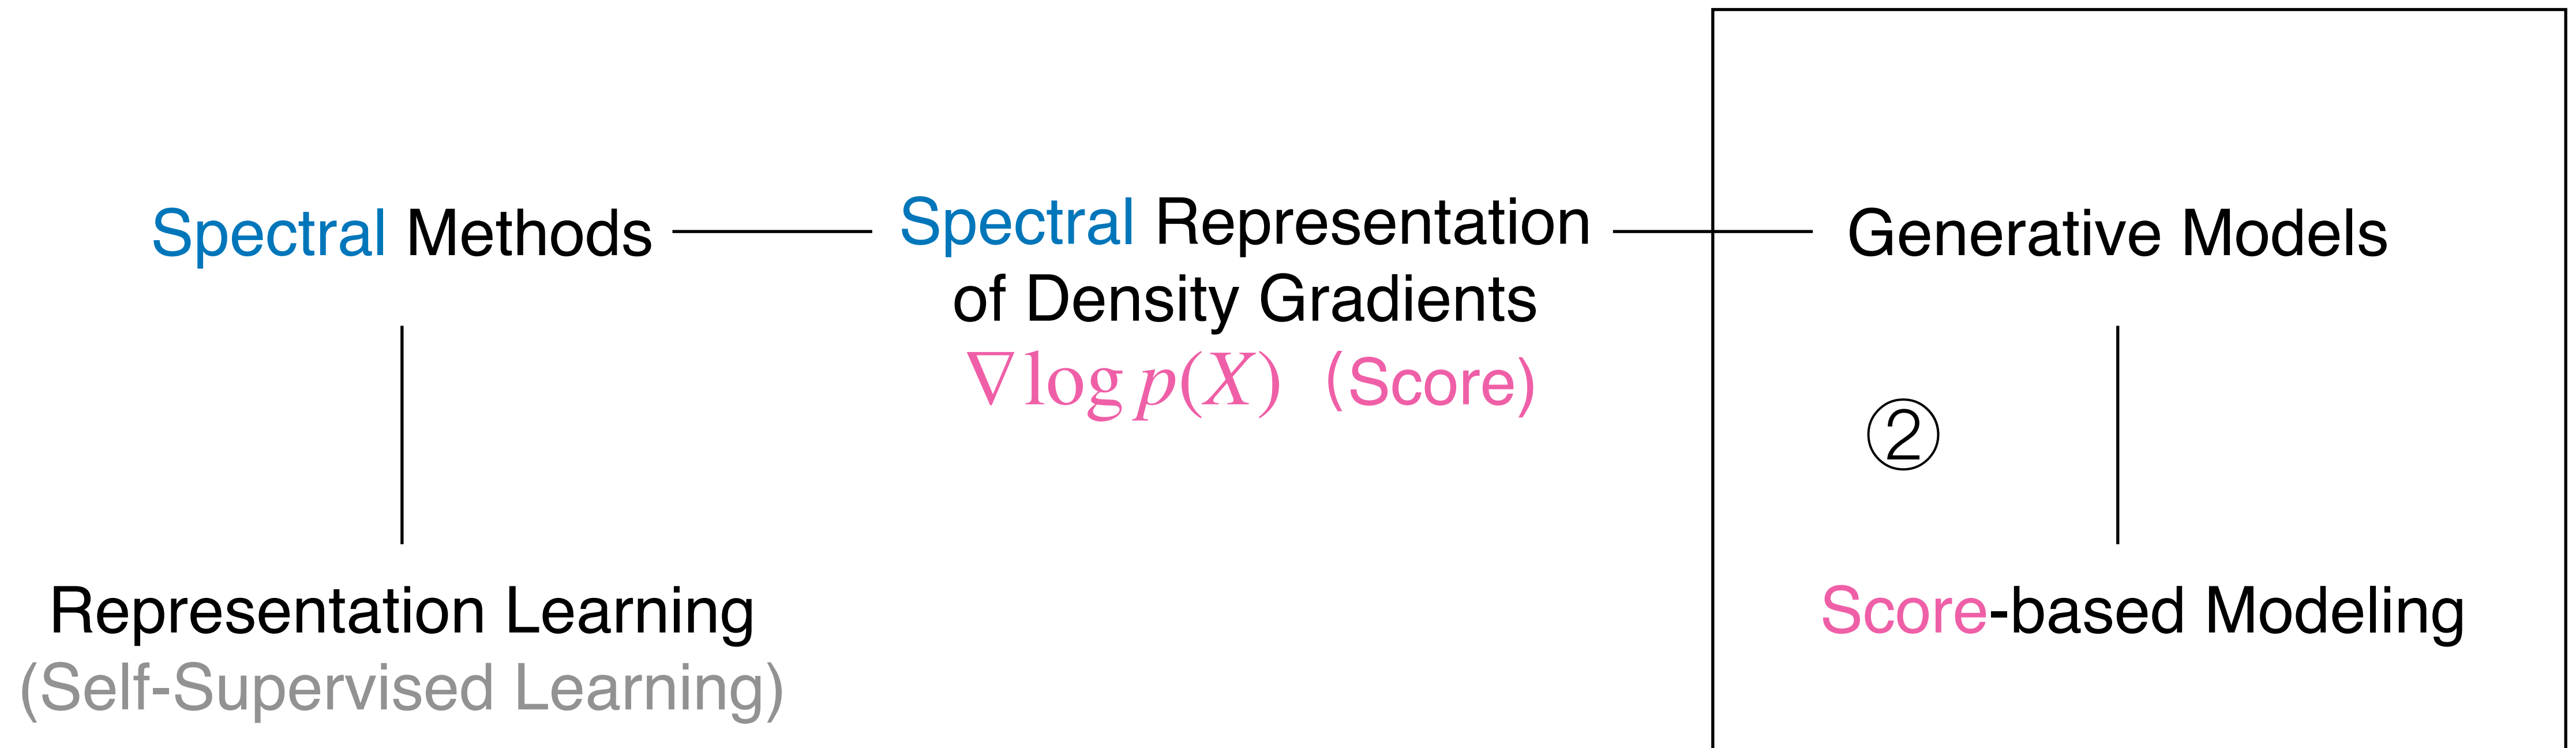 Spectral Methods
Spectral Representation
of Density Gradients
∇ log p(X) (Score)
Generative Models
②
Representation Learning
(Self-Supervised Learning)
Score-based Modeling